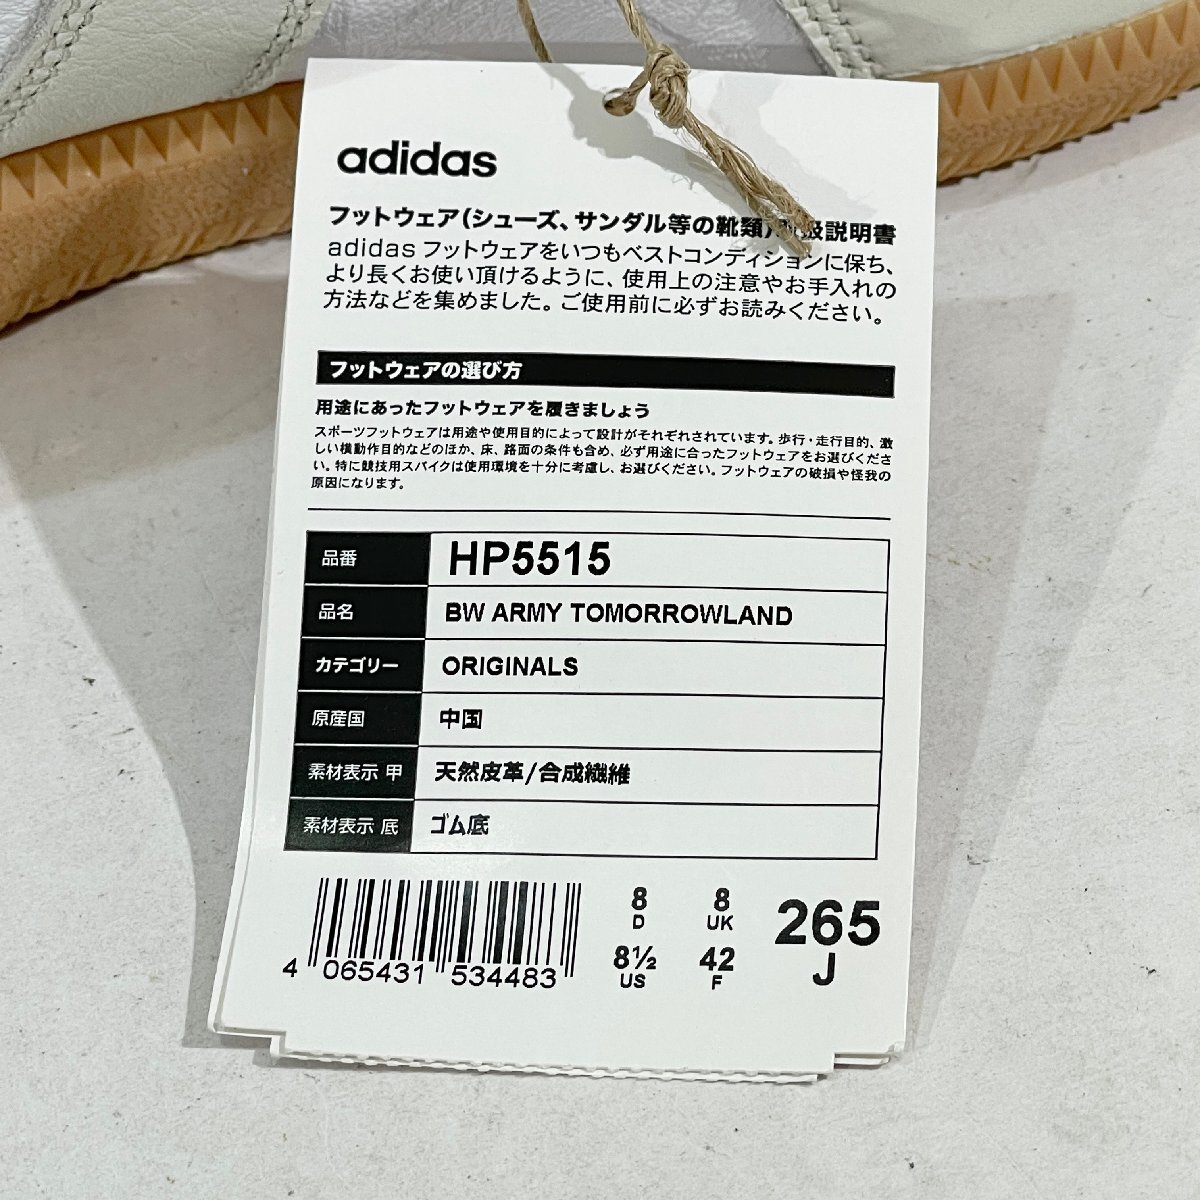 adidas
フットウェア(シューズ、サンダル等の靴類) 扱説明書
adidas フットウェアをいつもベストコンディションに保ち、
より長くお使い頂けるように、使用上の注意やお手入れの
方法などを集めました。ご使用前に必ずお読みください。
フットウェアの選び方
用途にあったフットウェアを履きましょう
スポーツフットウェアは用途や使用目的によって設計がそれぞれされています。歩行・走行目的、激
しい横動作目的などのほか、床、路面の条件も含め、必ず用途に合ったフットウェアをお選びくださ
い。特に競技用スパイクは使用環境を十分に考慮し、お選びください。フットウェアの破損や怪我の
原因になります。
品番 HP5515
品名 BW ARMY TOMORROWLAND
カテゴリー ORIGINALS
原産国 中国
素材表示 甲 天然皮革/合成繊維
素材表示 底 ゴム底
8 8 265
D UK
8½ 42 J
US F
4 065431 534483